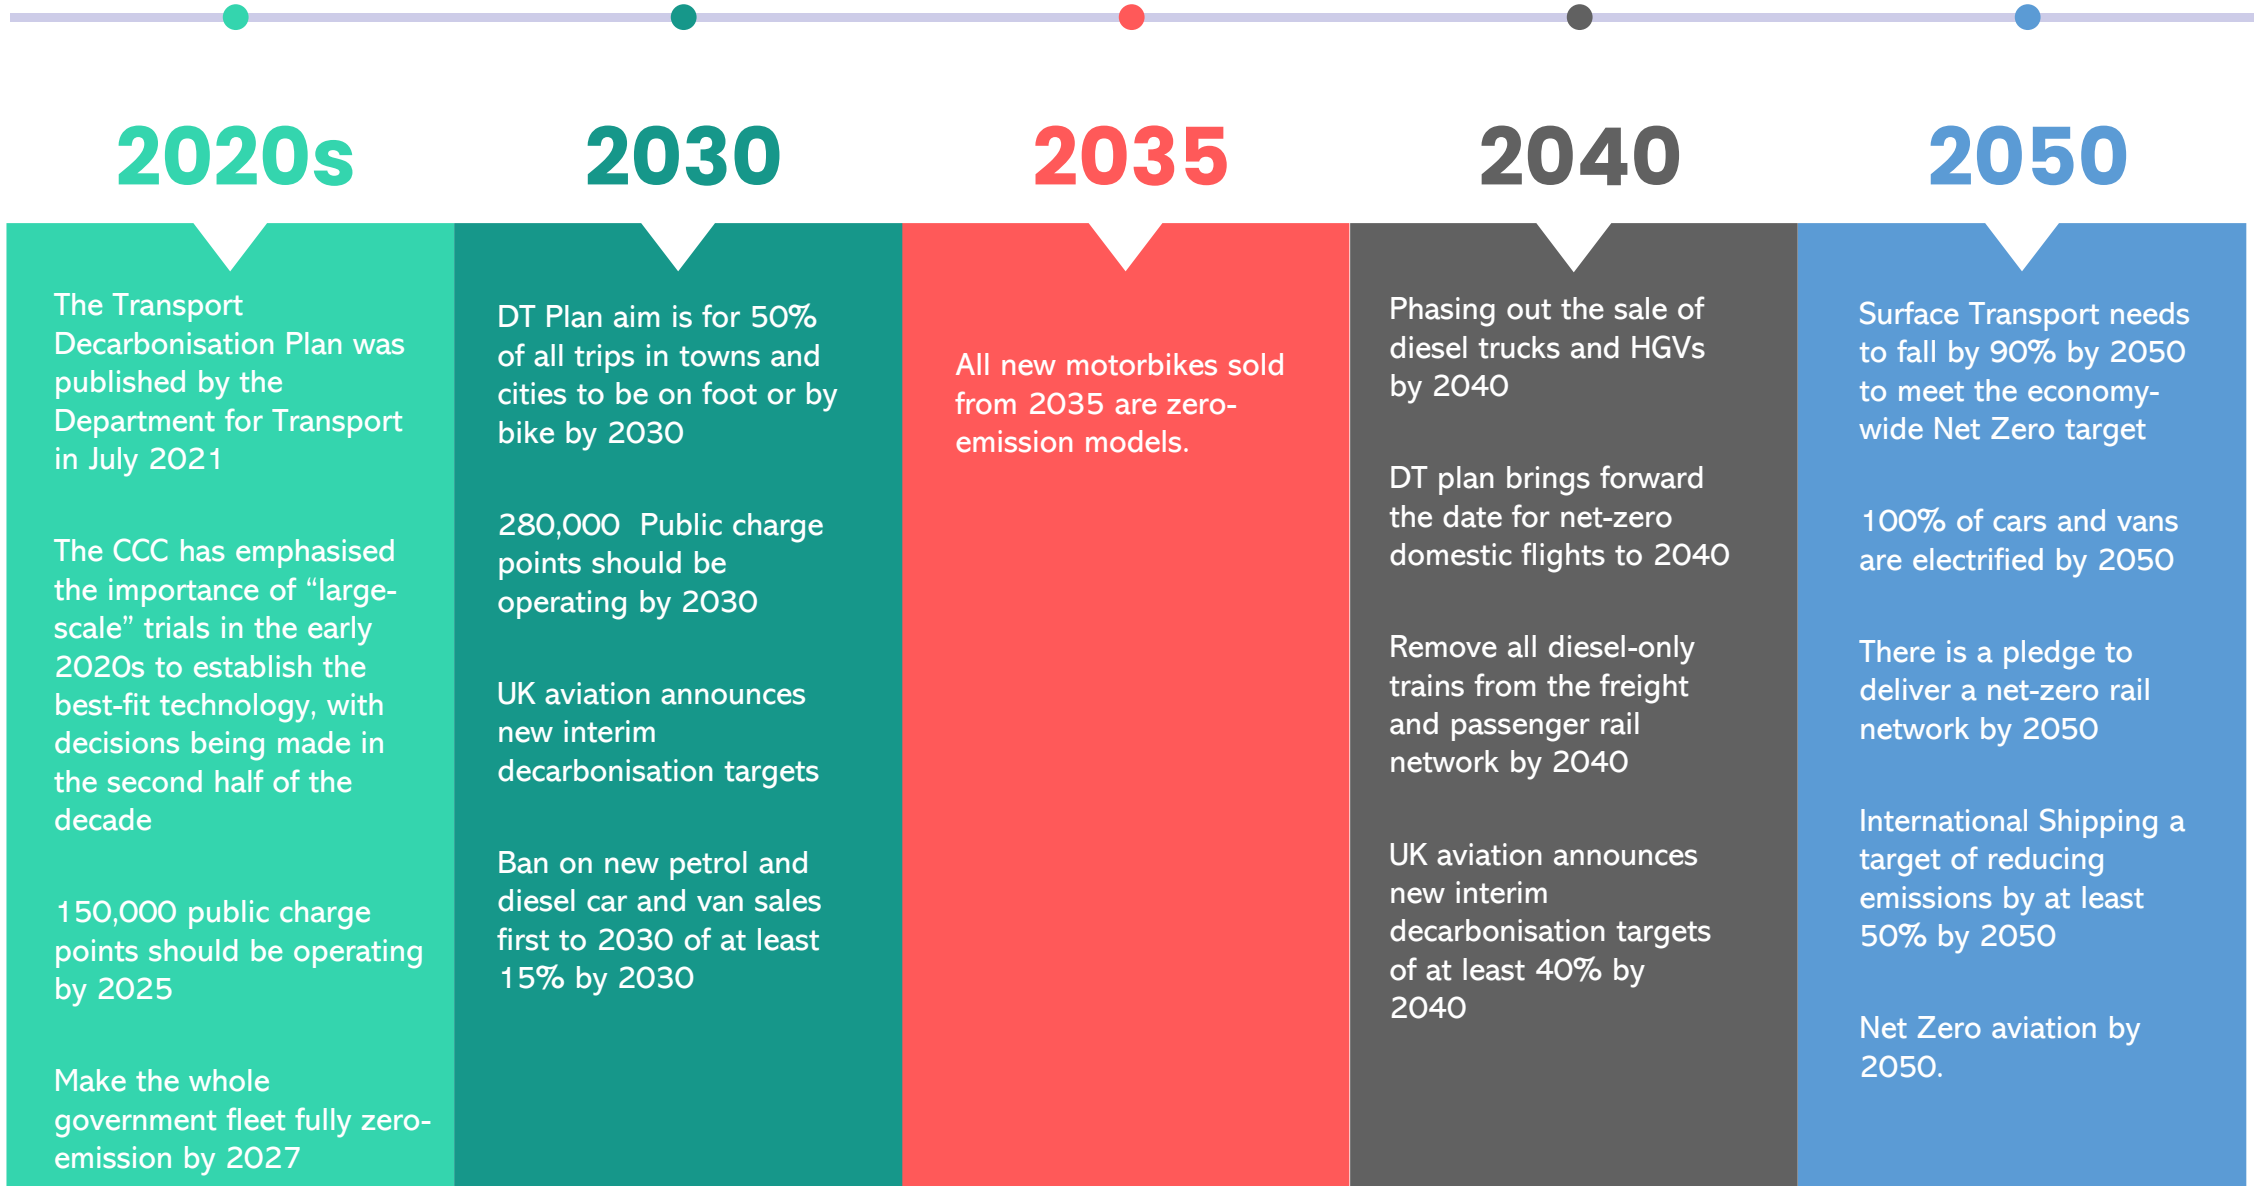 2020s
The Transport
Decarbonisation Plan was
published by the
Department for Transport
in July 2021
The CCC has emphasised
the importance of “large-
scale” trials in the early
2020s to establish the
best-fit technology, with
decisions being made in
the second half of the
decade
150,000 public charge
points should be operating
by 2025
Make the whole
government fleet fully zero-
emission by 2027
2030
DT Plan aim is for 50%
of all trips in towns and
cities to be on foot or by
bike by 2030
280,000  Public charge
points should be
operating by 2030
UK aviation announces
new interim
decarbonisation targets
Ban on new petrol and
diesel car and van sales
first to 2030 of at least
15% by 2030
2035
All new motorbikes sold
from 2035 are zero-
emission models.
2040
Phasing out the sale of
diesel trucks and HGVs
by 2040
DT plan brings forward
the date for net-zero
domestic flights to 2040
Remove all diesel-only
trains from the freight
and passenger rail
network by 2040
UK aviation announces
new interim
decarbonisation targets
of at least 40% by
2040
2050
Surface Transport needs
to fall by 90% by 2050
to meet the economy-
wide Net Zero target
100% of cars and vans
are electrified by 2050
There is a pledge to
deliver a net-zero rail
network by 2050
International Shipping a
target of reducing
emissions by at least
50% by 2050
Net Zero aviation by
2050.